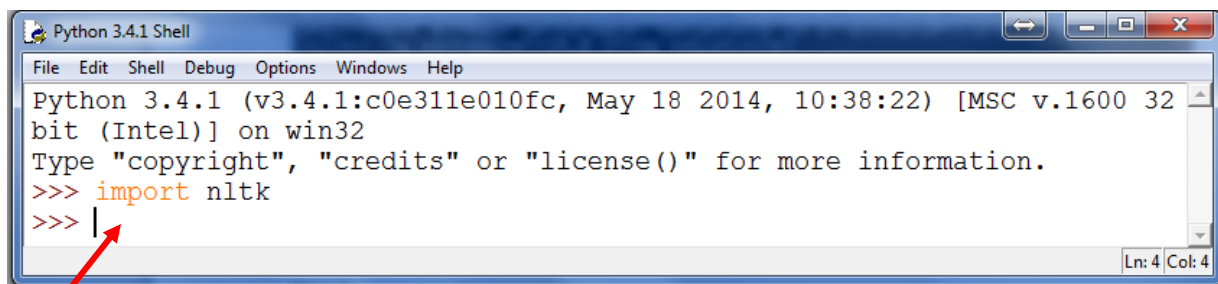 Python 3.4.1 Shell
File Edit Shell Debug Options Windows Help
Python 3.4.1 (v3.4.1:c0e311e010fc, May 18 2014, 10:38:22) [MSC v.1600 32
bit (Intel)] on win32
Type "copyright", "credits" or "license()" for more information.
>>> import nltk
>>>
Ln: 4 Col: 4